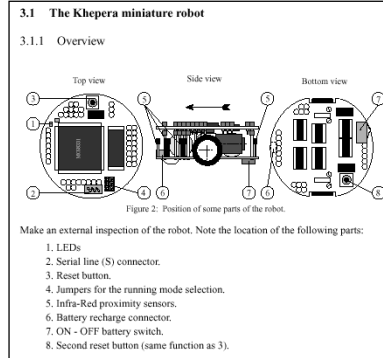 3.1 The Khepera miniature robot
3.1.1 Overview
Top view
Side view
Bottom view
3
5
5
7
1
2
4
6
7
6
8
Figure 2: Position of some parts of the robot.
Make an external inspection of the robot. Note the location of the following parts:
1. LEDs
2. Serial line (S) connector.
3. Reset button.
4. Jumpers for the running mode selection.
5. Infra-Red proximity sensors.
6. Battery recharge connector.
7. ON - OFF battery switch.
8. Second reset button (same function as 3).